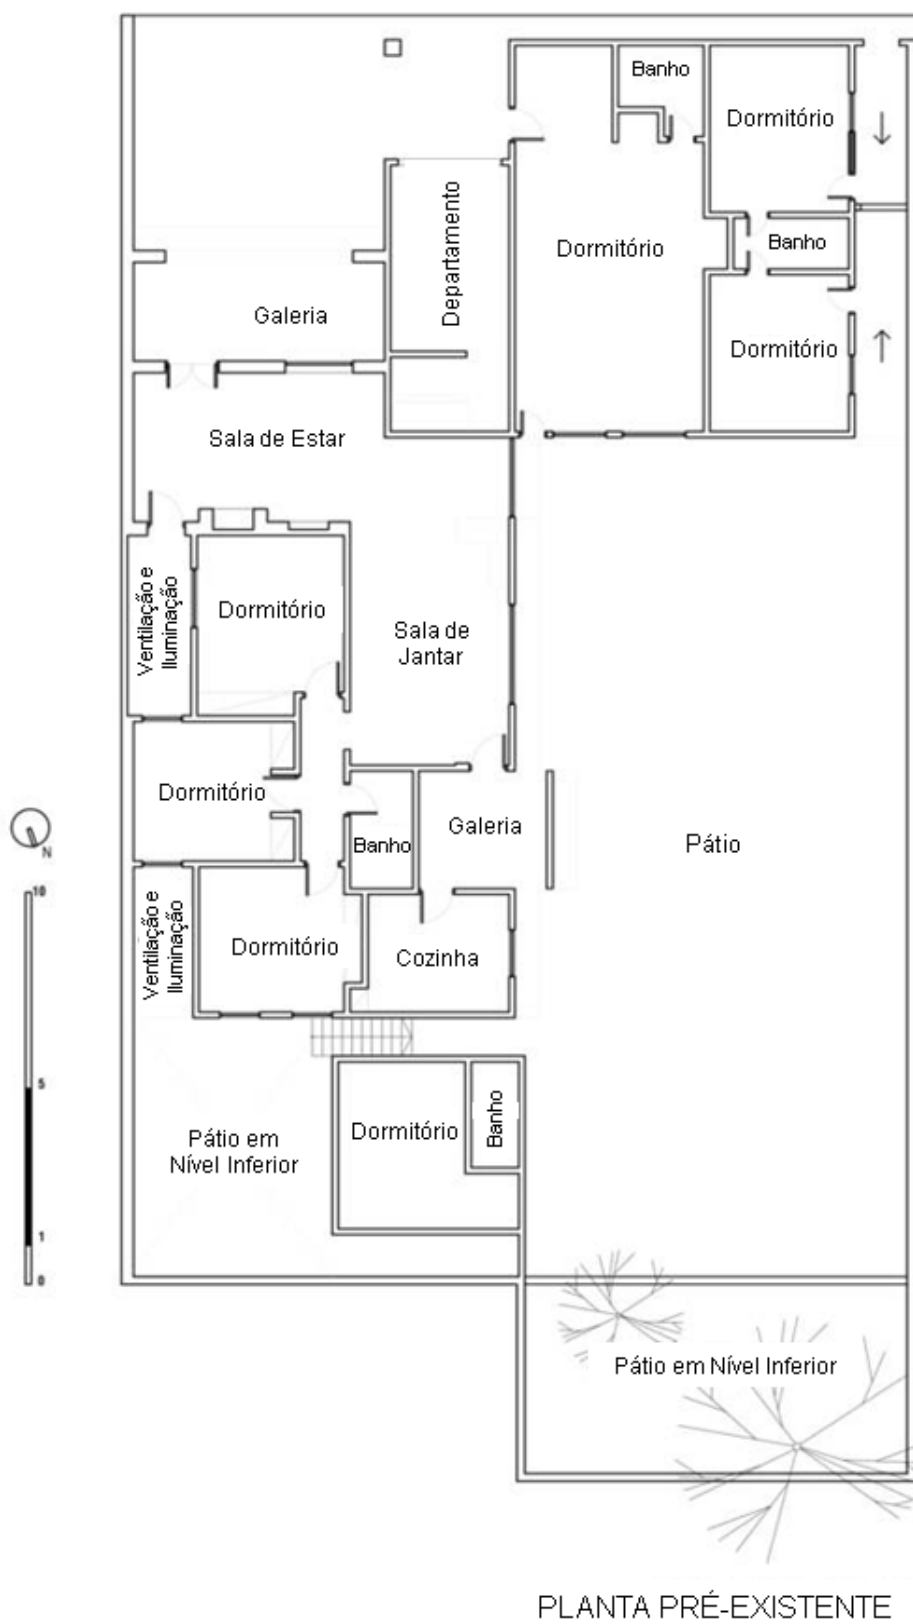 Banho
Dormitório
Departamento
Dormitório
Banho
Galeria
Dormitório
Sala de Estar
Ventilação e
Iluminação
Dormitório
Sala de
Jantar
Dormitório
Galeria
Banho
Pátio
N
10
Ventilação e
Iluminação
Dormitório
Cozinha
5
Dormitório
Banho
Pátio em
Nível Inferior
1
0
Pátio em Nível Inferior
PLANTA PRÉ-EXISTENTE